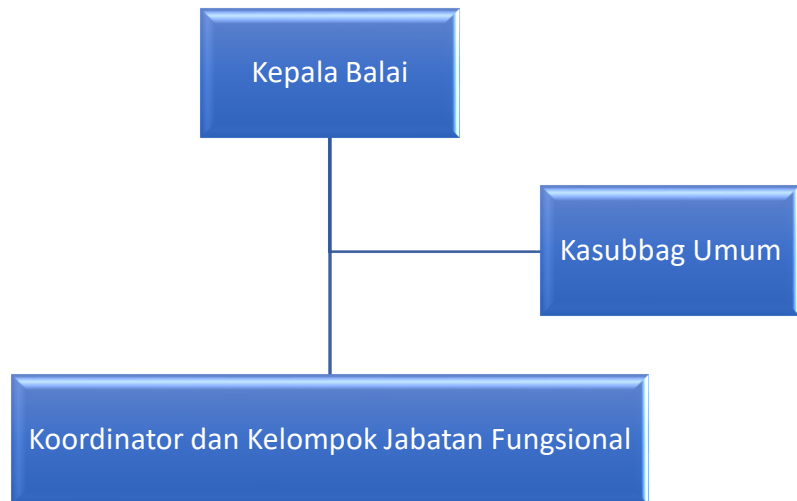 Kepala Balai
Kasubbag Umum
Koordinator dan Kelompok Jabatan Fungsional